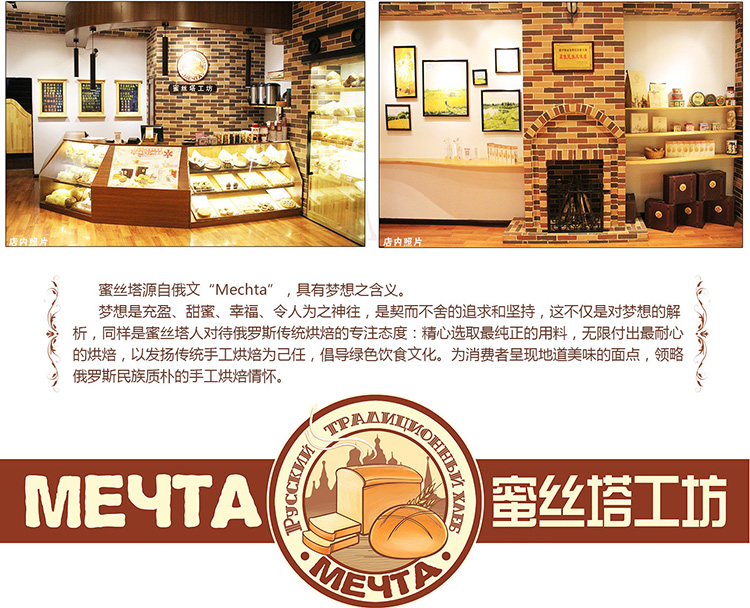 МЕЧТА
蜜丝塔工坊
店内照片
店内照片
蜜丝塔源自俄文“Mechta”,具有梦想之含义。
梦想是充盈、甜蜜、幸福、令人为之神往,是契而不舍的追求和坚持,这不仅是对梦想的解
析,同样是蜜丝塔人对待俄罗斯传统烘焙的专注态度:精心选取最纯正的用料,无限付出最耐心
的烘焙,以发扬传统手工烘焙为己任,倡导绿色饮食文化。为消费者呈现地道美味的面点,领略
俄罗斯民族质朴的手工烘焙情怀。
МЕЧТА
РУССКИЙ ТРАДИЦИОННЫЙ ХЛЕБ
·МЕЧТА·
蜜丝塔工坊